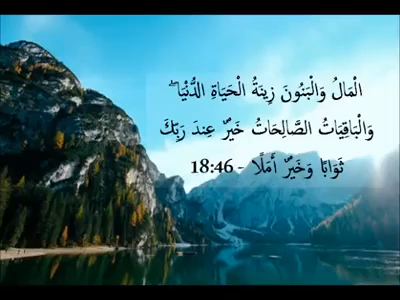 الْمَالُ وَالْبَنُونَ زِينَةُ الْحَيَاةِ الدُّنْيَا ۖ
وَالْبَاقِيَاتُ الصَّالِحَاتُ خَيْرٌ عِندَ رَبِّكَ
ثَوَابًا وَخَيْرٌ أَمَلًا - 18:46